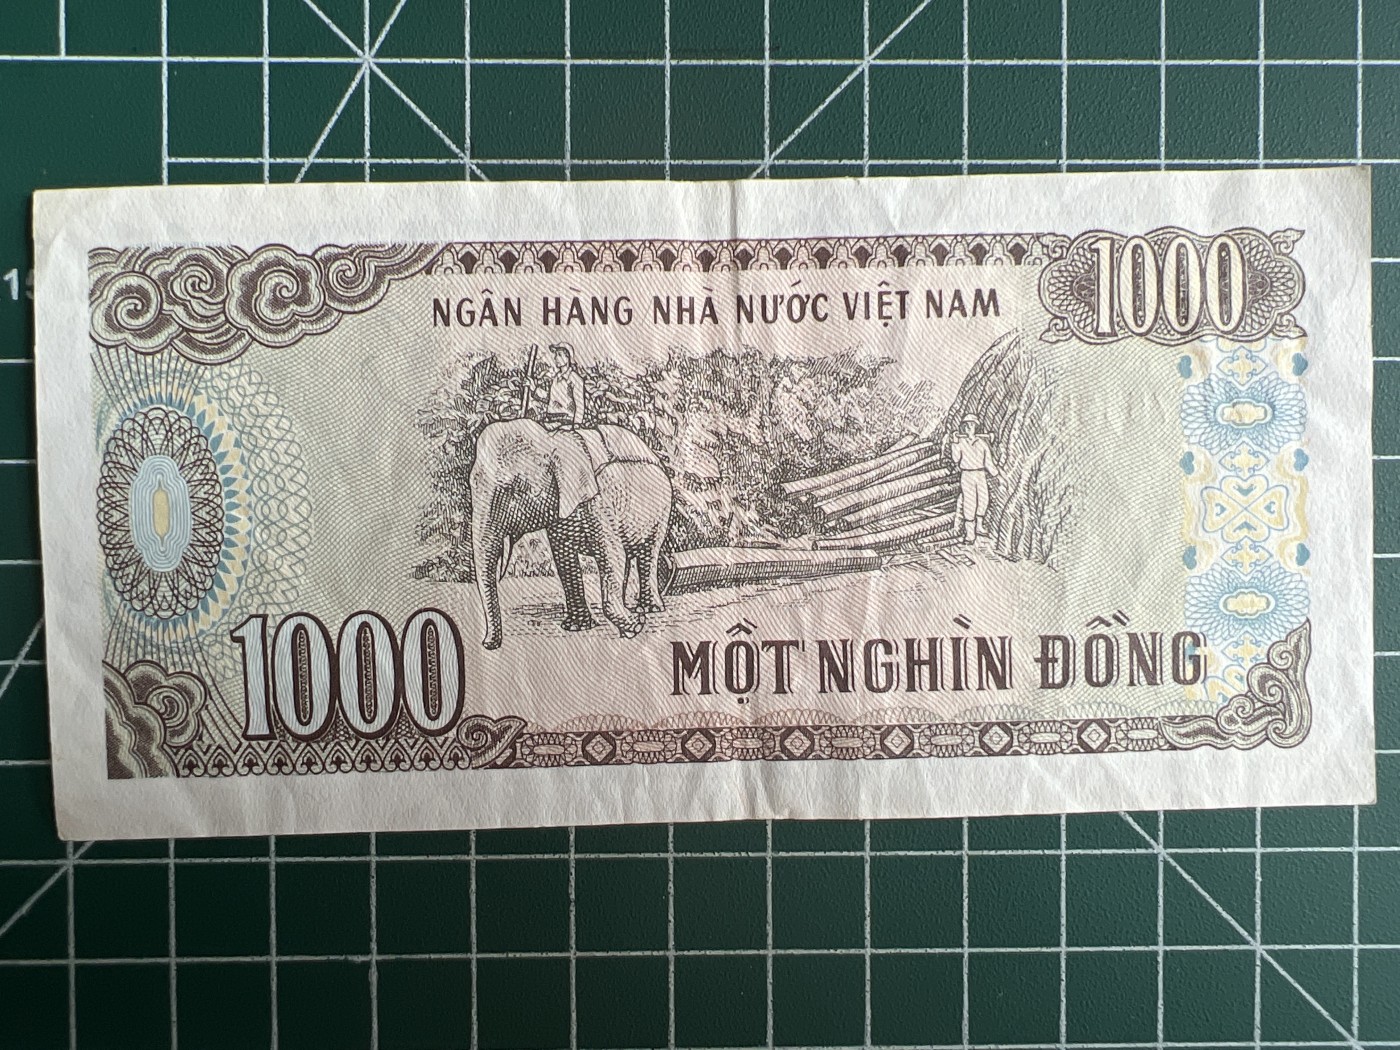 1000
NGÂN HÀNG NHÀ NƯỚC VIỆT NAM
1000
MỘT NGHÌN ĐỒNG